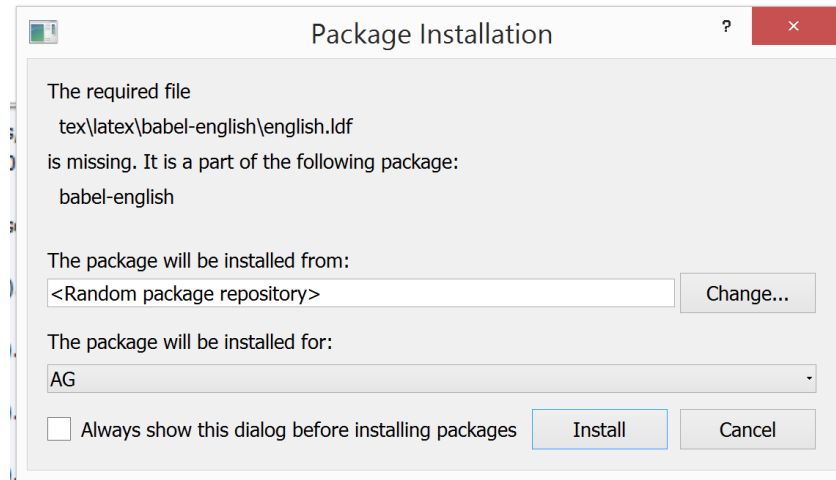 Package Installation
?
The required file
tex\latex\babel-english\english.ldf
is missing. It is a part of the following package:
babel-english
The package will be installed from:
<Random package repository>
Change...
The package will be installed for:
AG
Always show this dialog before installing packages
Install
Cancel